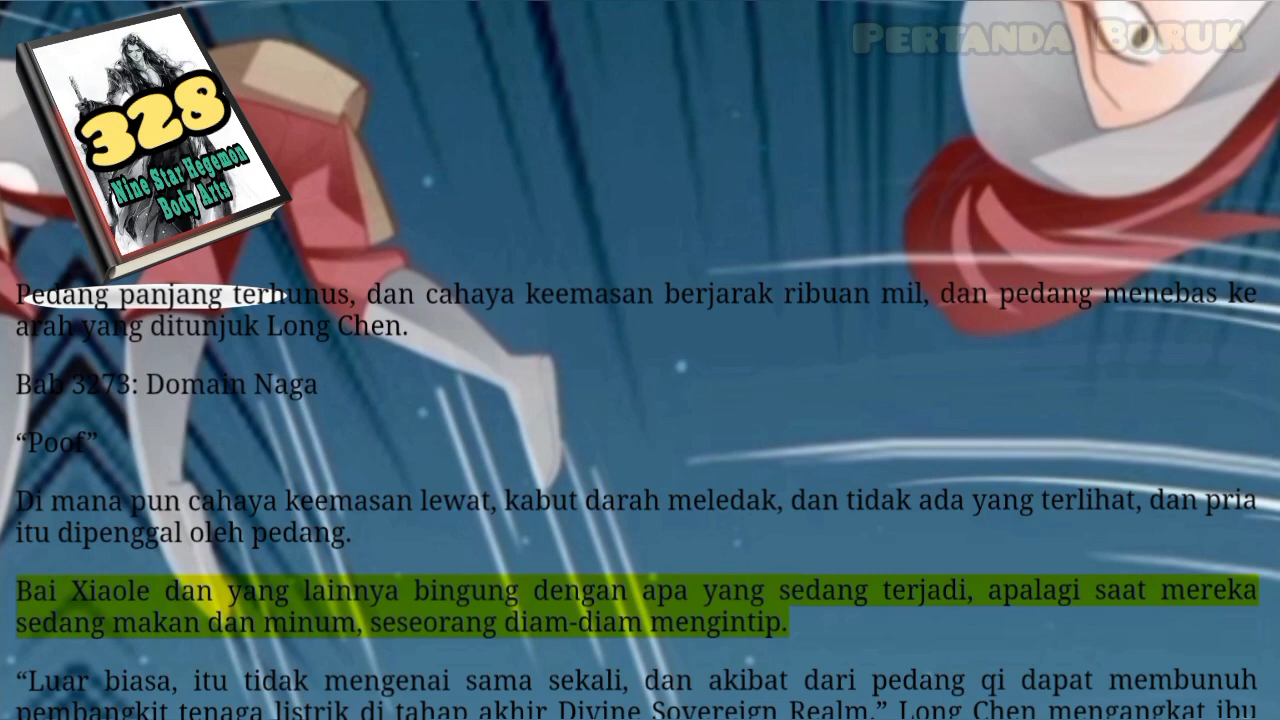 Pertanda Buruk
328
Nine Star Hegemon
Body Arts
Pedang panjang terhunus, dan cahaya keemasan berjarak ribuan mil, dan pedang menebas ke
arah yang ditunjuk Long Chen.
Bab 3273: Domain Naga
“Poof”
Di mana pun cahaya keemasan lewat, kabut darah meledak, dan tidak ada yang terlihat, dan pria
itu dipenggal oleh pedang.
Bai Xiaole dan yang lainnya bingung dengan apa yang sedang terjadi, apalagi saat mereka
sedang makan dan minum, seseorang diam-diam mengintip.
“Luar biasa, itu tidak mengenai sama sekali, dan akibat dari pedang qi dapat membunuh
pembangkit tenaga listrik di tahap akhir Divine Sovereign Realm.” Long Chen mengangkat ibu